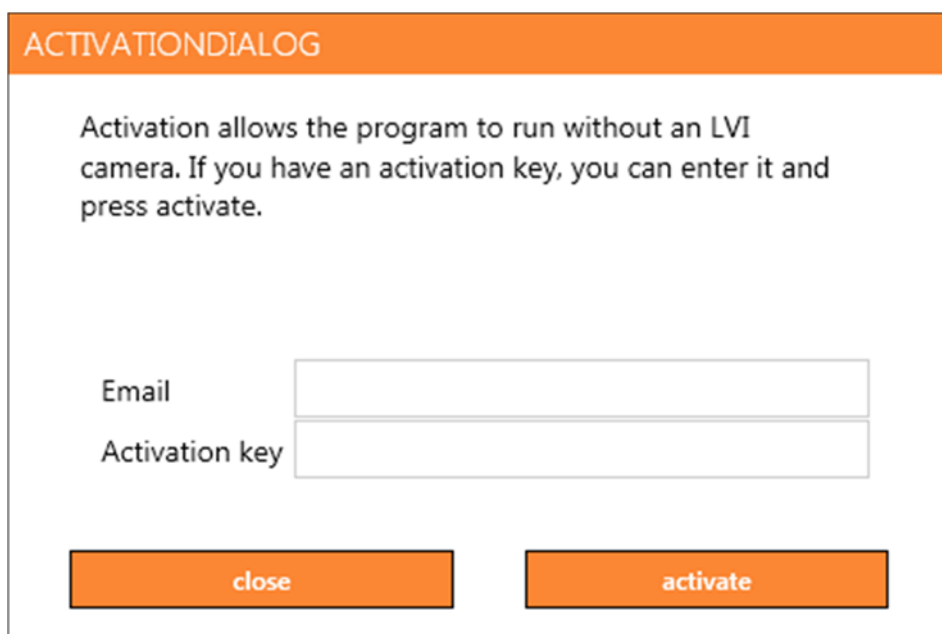 ACTIVATIONDIALOG
Activation allows the program to run without an LVI
camera. If you have an activation key, you can enter it and
press activate.
Email
Activation key
close
activate